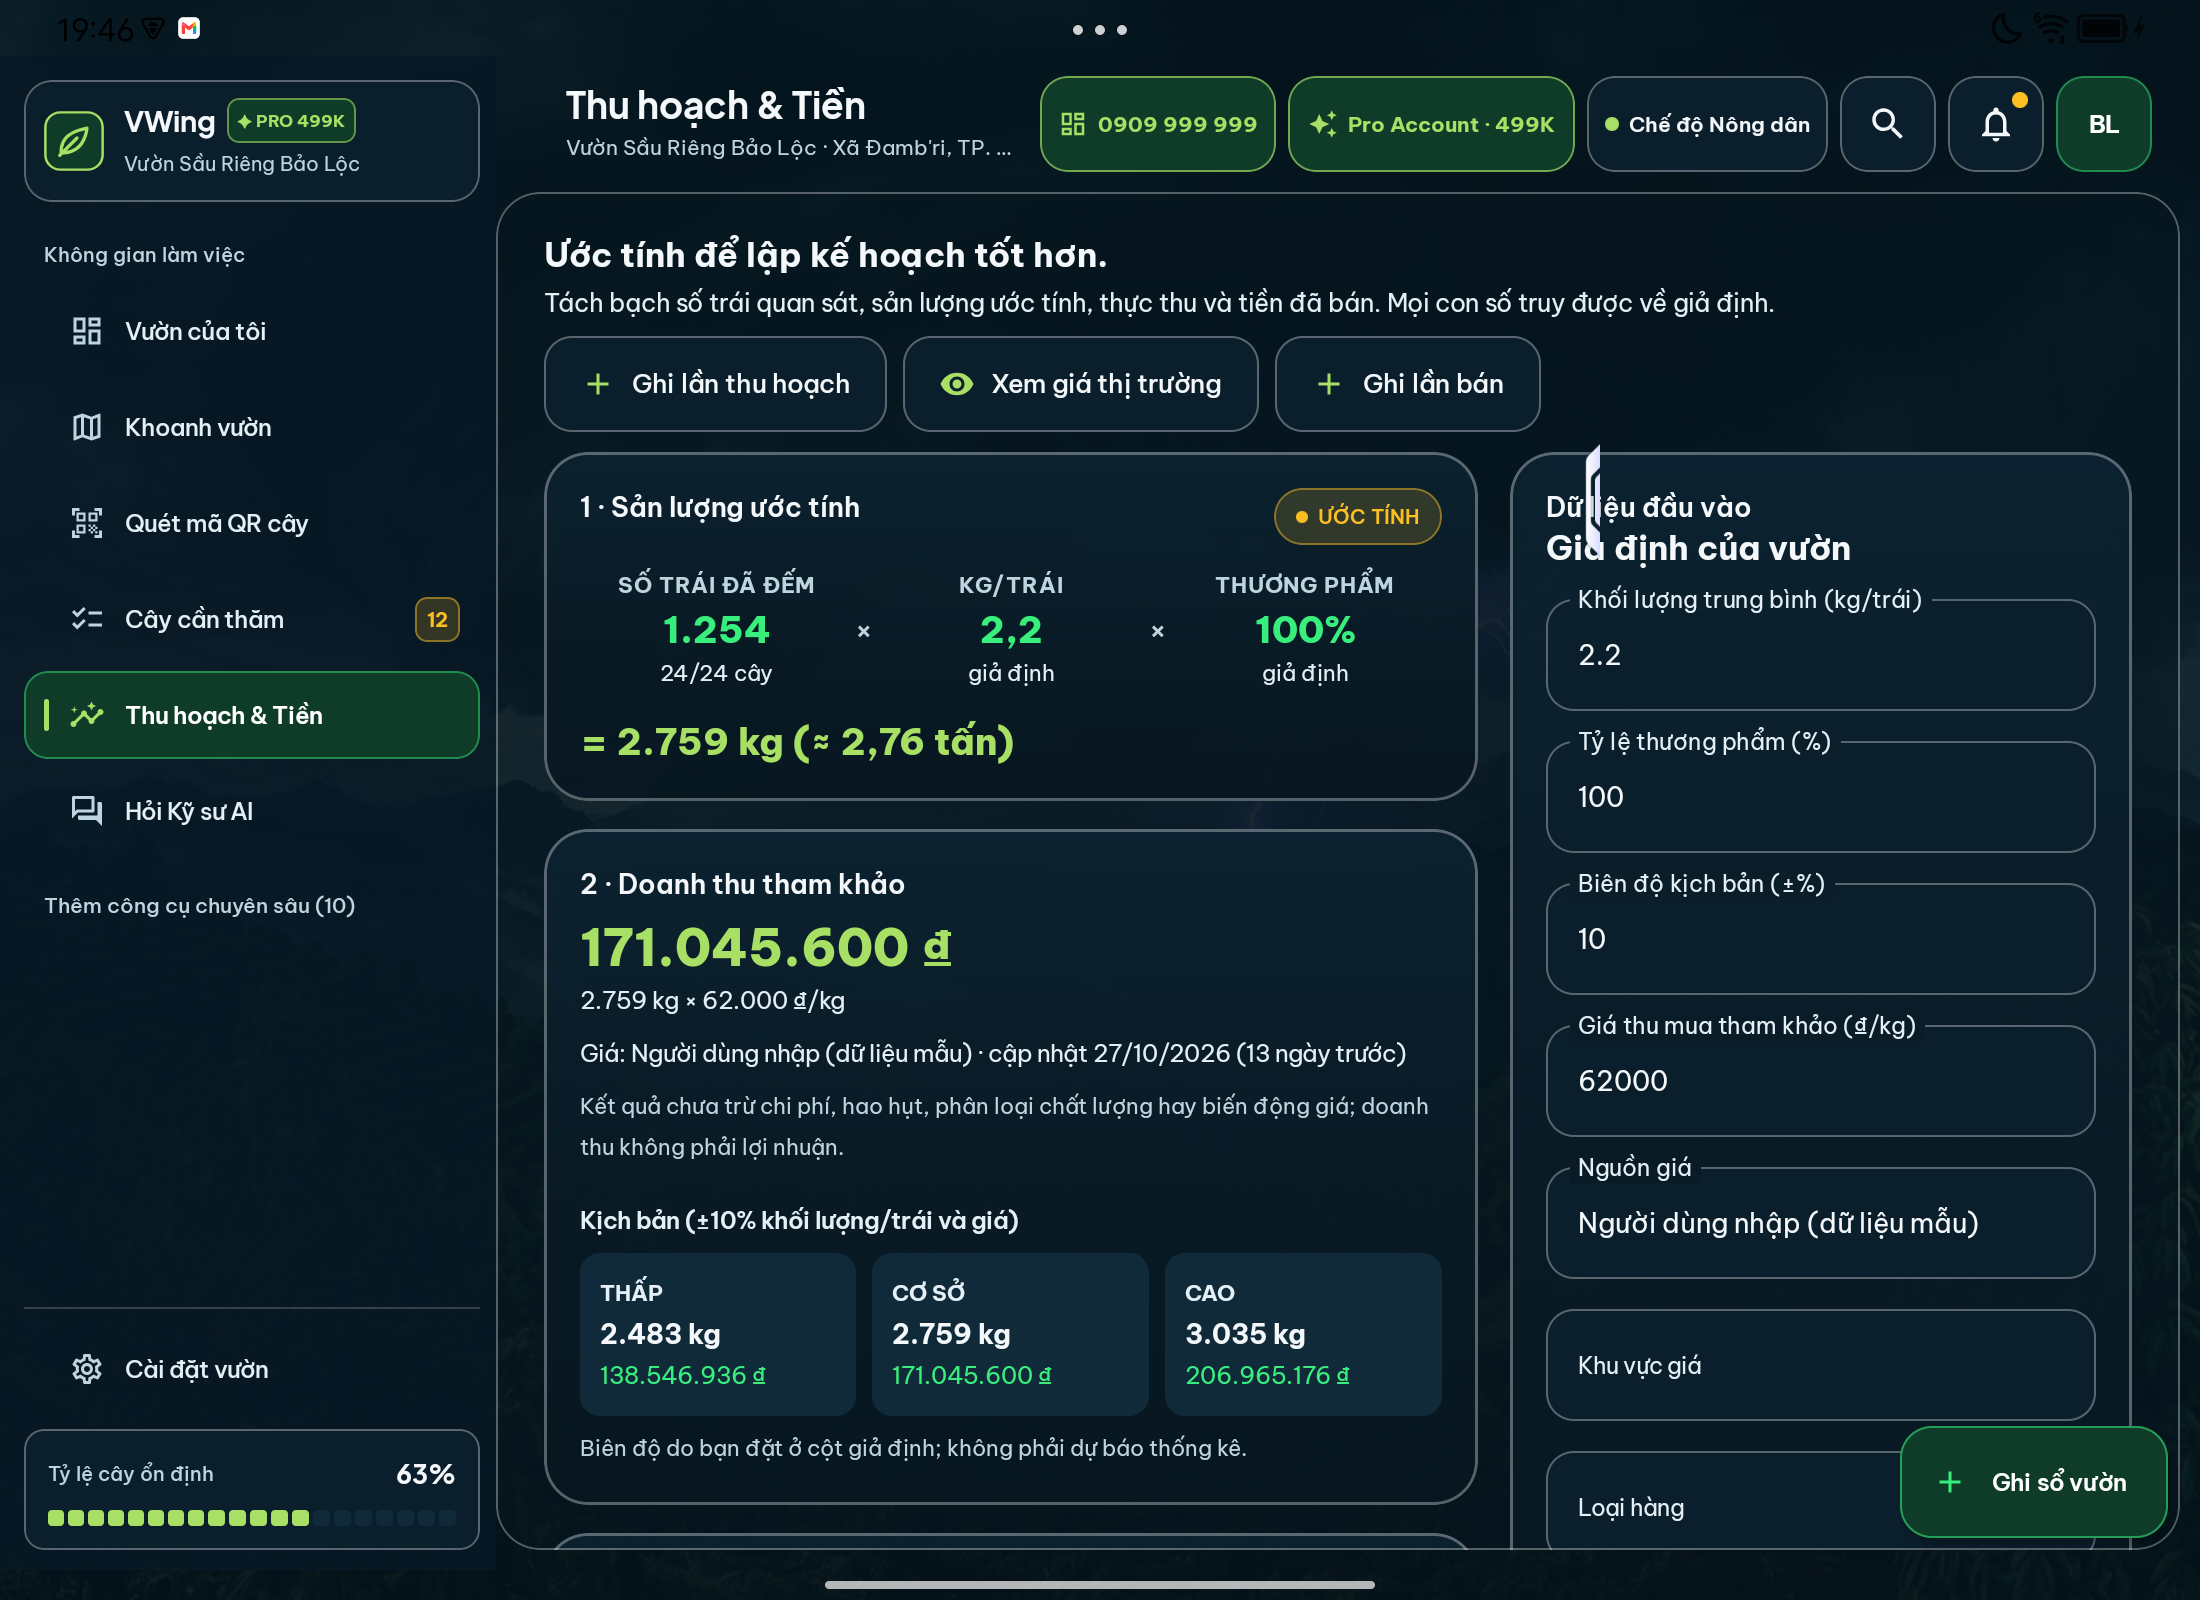 19:46
VWing
PRO 499K
Vườn Sầu Riêng Bảo Lộc
Không gian làm việc
Vườn của tôi
Khoanh vườn
Quét mã QR cây
Cây cần thăm
12
Thu hoạch & Tiền
Hỏi Kỹ sư AI
Thêm công cụ chuyên sâu (10)
Cài đặt vườn
Tỷ lệ cây ổn định
63%
Thu hoạch & Tiền
Vườn Sầu Riêng Bảo Lộc · Xã Đamb'ri, TP. ...
0909 999 999
Pro Account · 499K
Chế độ Nông dân
BL
Ước tính để lập kế hoạch tốt hơn.
Tách bạch số trái quan sát, sản lượng ước tính, thực thu và tiền đã bán. Mọi con số truy được về giả định.
Ghi lần thu hoạch
Xem giá thị trường
Ghi lần bán
1 · Sản lượng ước tính
ƯỚC TÍNH
SỐ TRÁI ĐÃ ĐẾM
1.254
24/24 cây
×
KG/TRÁI
2,2
giả định
×
THƯƠNG PHẨM
100%
giả định
= 2.759 kg (≈ 2,76 tấn)
2 · Doanh thu tham khảo
171.045.600 ₫
2.759 kg × 62.000 ₫/kg
Giá: Người dùng nhập (dữ liệu mẫu) · cập nhật 27/10/2026 (13 ngày trước)
Kết quả chưa trừ chi phí, hao hụt, phân loại chất lượng hay biến động giá; doanh
thu không phải lợi nhuận.
Kịch bản (±10% khối lượng/trái và giá)
THẤP
2.483 kg
138.546.936 ₫
CƠ SỞ
2.759 kg
171.045.600 ₫
CAO
3.035 kg
206.965.176 ₫
Biên độ do bạn đặt ở cột giả định; không phải dự báo thống kê.
Dữ liệu đầu vào
Giả định của vườn
Khối lượng trung bình (kg/trái)
2.2
Tỷ lệ thương phẩm (%)
100
Biên độ kịch bản (±%)
10
Giá thu mua tham khảo (₫/kg)
62000
Nguồn giá
Người dùng nhập (dữ liệu mẫu)
Khu vực giá
Loại hàng
Ghi sổ vườn